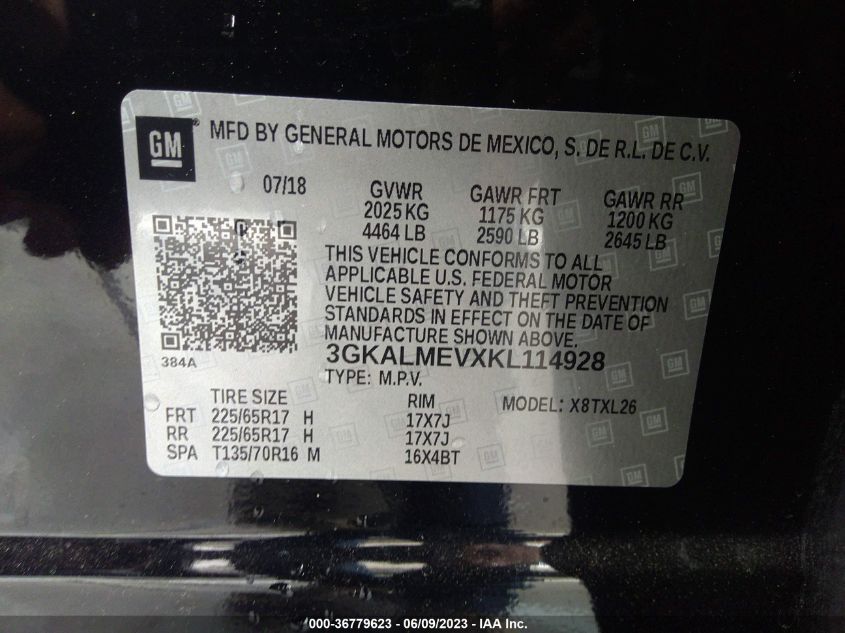 GM ® MFD BY GENERAL MOTORS DE MEXICO, S. DE R.L. DE C.V.
07/18 GVWR GAWR FRT GAWR RR
2025 KG 1175 KG 1200 KG
4464 LB 2590 LB 2645 LB
THIS VEHICLE CONFORMS TO ALL
APPLICABLE U.S. FEDERAL MOTOR
VEHICLE SAFETY AND THEFT PREVENTION
STANDARDS IN EFFECT ON THE DATE OF
MANUFACTURE SHOWN ABOVE.
384A 3GKALMEVXKL114928
TYPE: M.P.V.
TIRE SIZE RIM MODEL: X8TXL26
FRT 225/65R17 H 17X7J
RR 225/65R17 H 17X7J
SPA T135/70R16 M 16X4BT
000-36779623 - 06/09/2023 - IAA Inc.